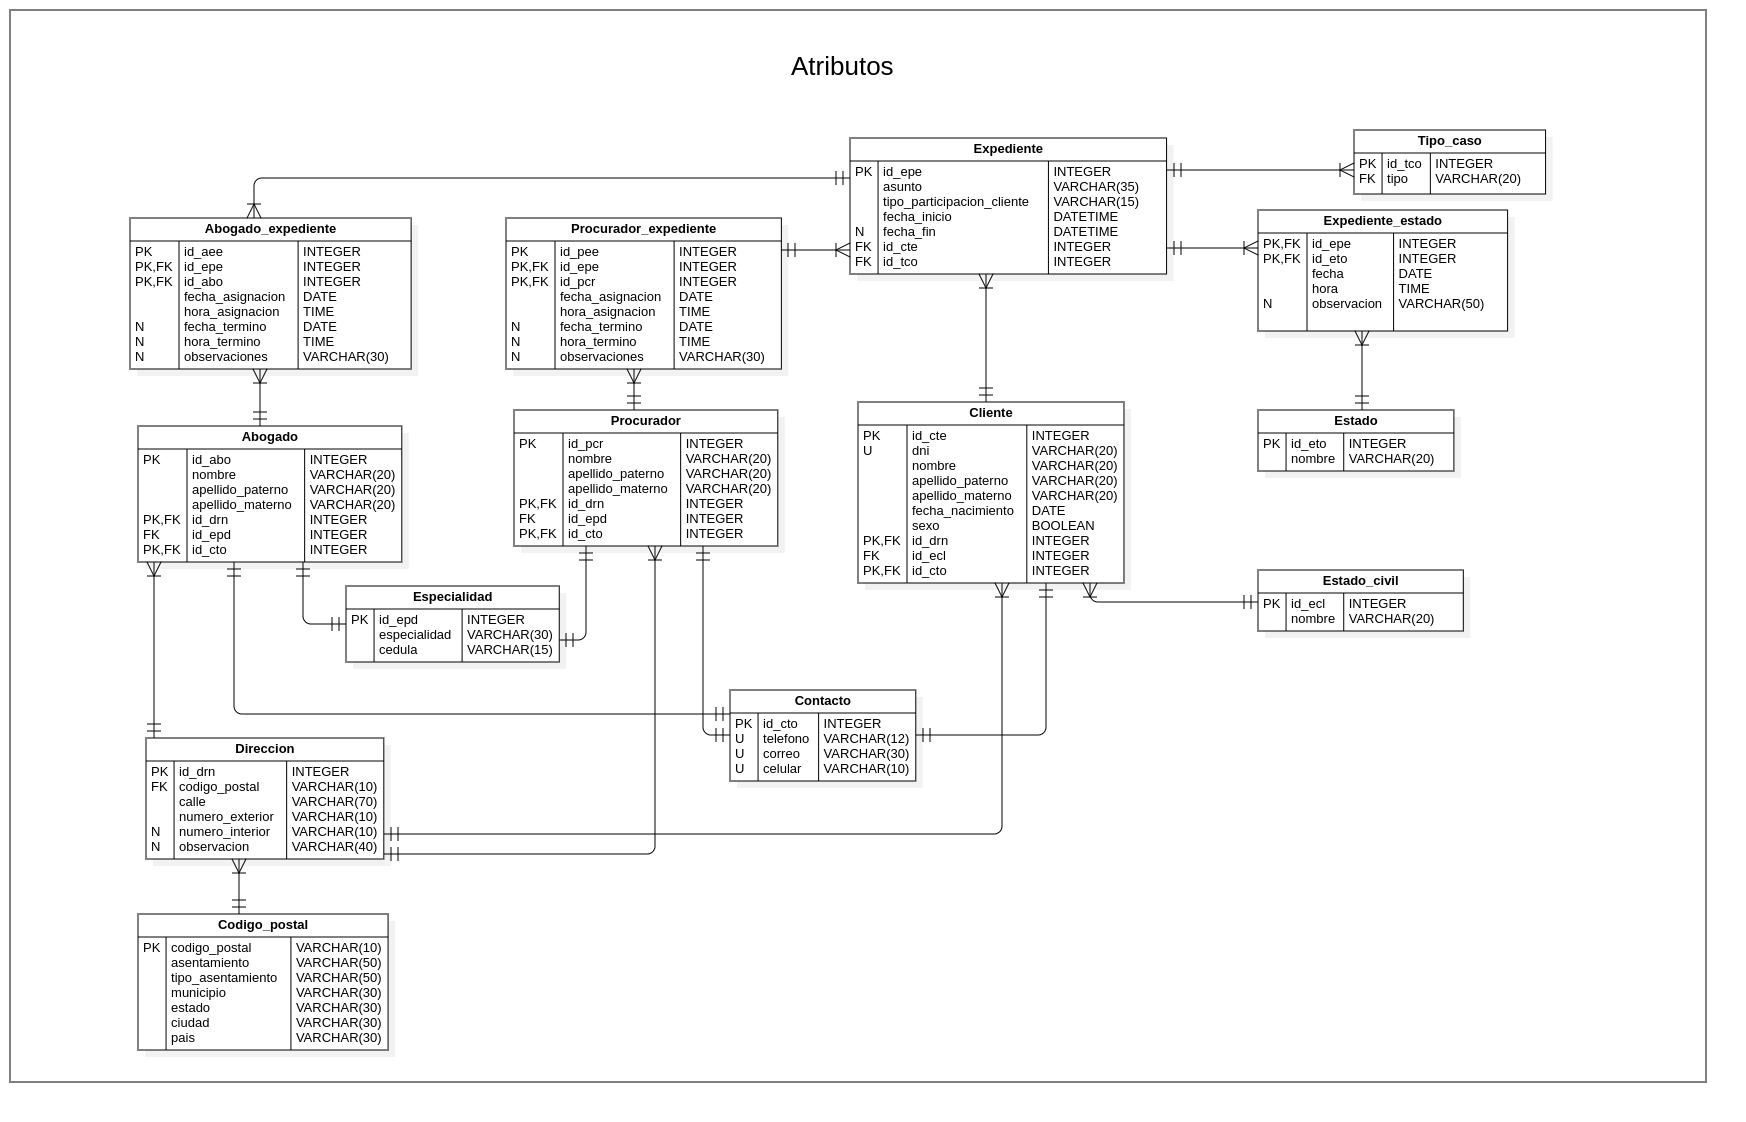 Atributos
Expediente
PK id_epe INTEGER
asunto VARCHAR(35)
tipo_participacion_cliente VARCHAR(15)
fecha_inicio DATETIME
N fecha_fin DATETIME
FK id_cte INTEGER
FK id_tco INTEGER
Tipo_caso
PK id_tco INTEGER
FK tipo VARCHAR(20)
Abogado_expediente
PK id_aee INTEGER
PK,FK id_epe INTEGER
PK,FK id_abo INTEGER
fecha_asignacion DATE
hora_asignacion TIME
N fecha_termino DATE
N hora_termino TIME
N observaciones VARCHAR(30)
Procurador_expediente
PK id_pee INTEGER
PK,FK id_epe INTEGER
PK,FK id_pcr INTEGER
fecha_asignacion DATE
hora_asignacion TIME
N fecha_termino DATE
N hora_termino TIME
N observaciones VARCHAR(30)
Expediente_estado
PK,FK id_epe INTEGER
PK,FK id_eto INTEGER
fecha DATE
hora TIME
N observacion VARCHAR(50)
Abogado
PK id_abo INTEGER
nombre VARCHAR(20)
apellido_paterno VARCHAR(20)
apellido_materno VARCHAR(20)
PK,FK id_drn INTEGER
FK id_epd INTEGER
PK,FK id_cto INTEGER
Procurador
PK id_pcr INTEGER
nombre VARCHAR(20)
apellido_paterno VARCHAR(20)
apellido_materno VARCHAR(20)
PK,FK id_drn INTEGER
FK id_epd INTEGER
PK,FK id_cto INTEGER
Cliente
PK id_cte INTEGER
U dni VARCHAR(20)
nombre VARCHAR(20)
apellido_paterno VARCHAR(20)
apellido_materno VARCHAR(20)
fecha_nacimiento DATE
sexo BOOLEAN
PK,FK id_drn INTEGER
FK id_ecl INTEGER
PK,FK id_cto INTEGER
Estado
PK id_eto INTEGER
nombre VARCHAR(20)
Especialidad
PK id_epd INTEGER
especialidad VARCHAR(30)
cedula VARCHAR(15)
Estado_civil
PK id_ecl INTEGER
nombre VARCHAR(20)
Contacto
PK id_cto INTEGER
U telefono VARCHAR(12)
U correo VARCHAR(30)
U celular VARCHAR(10)
Direccion
PK id_drn INTEGER
FK codigo_postal VARCHAR(10)
calle VARCHAR(70)
numero_exterior VARCHAR(10)
N numero_interior VARCHAR(10)
N observacion VARCHAR(40)
Codigo_postal
PK codigo_postal VARCHAR(10)
asentamiento VARCHAR(50)
tipo_asentamiento VARCHAR(50)
municipio VARCHAR(30)
estado VARCHAR(30)
ciudad VARCHAR(30)
pais VARCHAR(30)